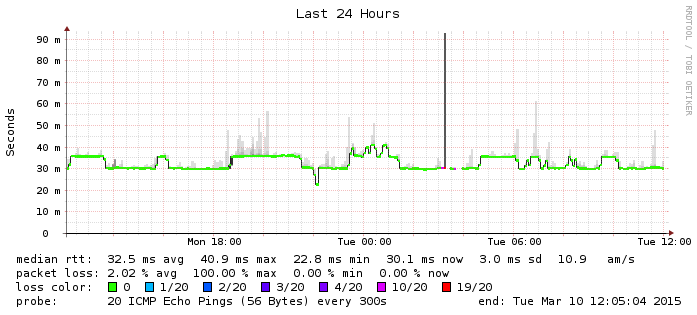 Last 24 Hours
RRDTOOL / TOBI OETIKER
Seconds
90 m
80 m
70 m
60 m
50 m
40 m
30 m
20 m
10 m
0
Mon 18:00 Tue 00:00 Tue 06:00 Tue 12:00
median rtt: 32.5 ms avg 40.9 ms max 22.8 ms min 30.1 ms now 3.0 ms sd 10.9 am/s
packet loss: 2.02 % avg 100.00 % max 0.00 % min 0.00 % now
loss color: 0 1/20 2/20 3/20 4/20 10/20 19/20
probe: 20 ICMP Echo Pings (56 Bytes) every 300s end: Tue Mar 10 12:05:04 2015